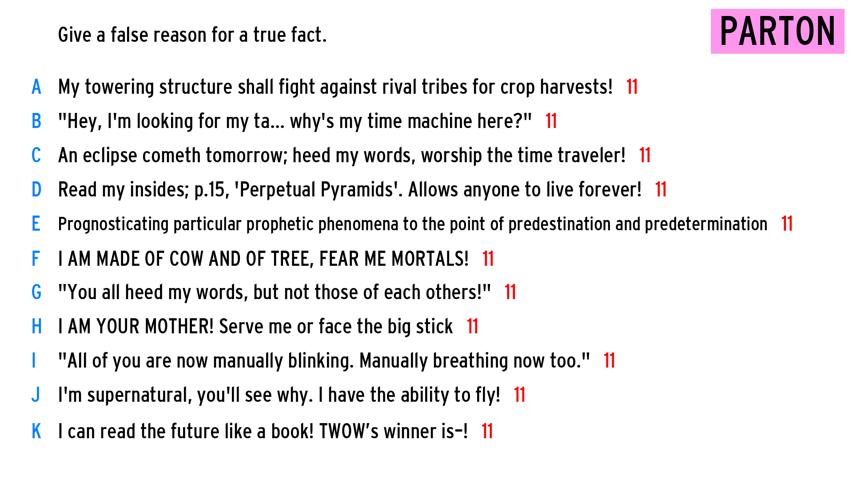 Give a false reason for a true fact.
PARTON
A My towering structure shall fight against rival tribes for crop harvests! 11
B "Hey, I'm looking for my ta... why's my time machine here?" 11
C An eclipse cometh tomorrow; heed my words, worship the time traveler! 11
D Read my insides; p.15, 'Perpetual Pyramids'. Allows anyone to live forever! 11
E Prognosticating particular prophetic phenomena to the point of predestination and predetermination 11
F I AM MADE OF COW AND OF TREE, FEAR ME MORTALS! 11
G "You all heed my words, but not those of each others!" 11
H I AM YOUR MOTHER! Serve me or face the big stick 11
I "All of you are now manually blinking. Manually breathing now too." 11
J I'm supernatural, you'll see why. I have the ability to fly! 11
K I can read the future like a book! TWOW’s winner is–! 11